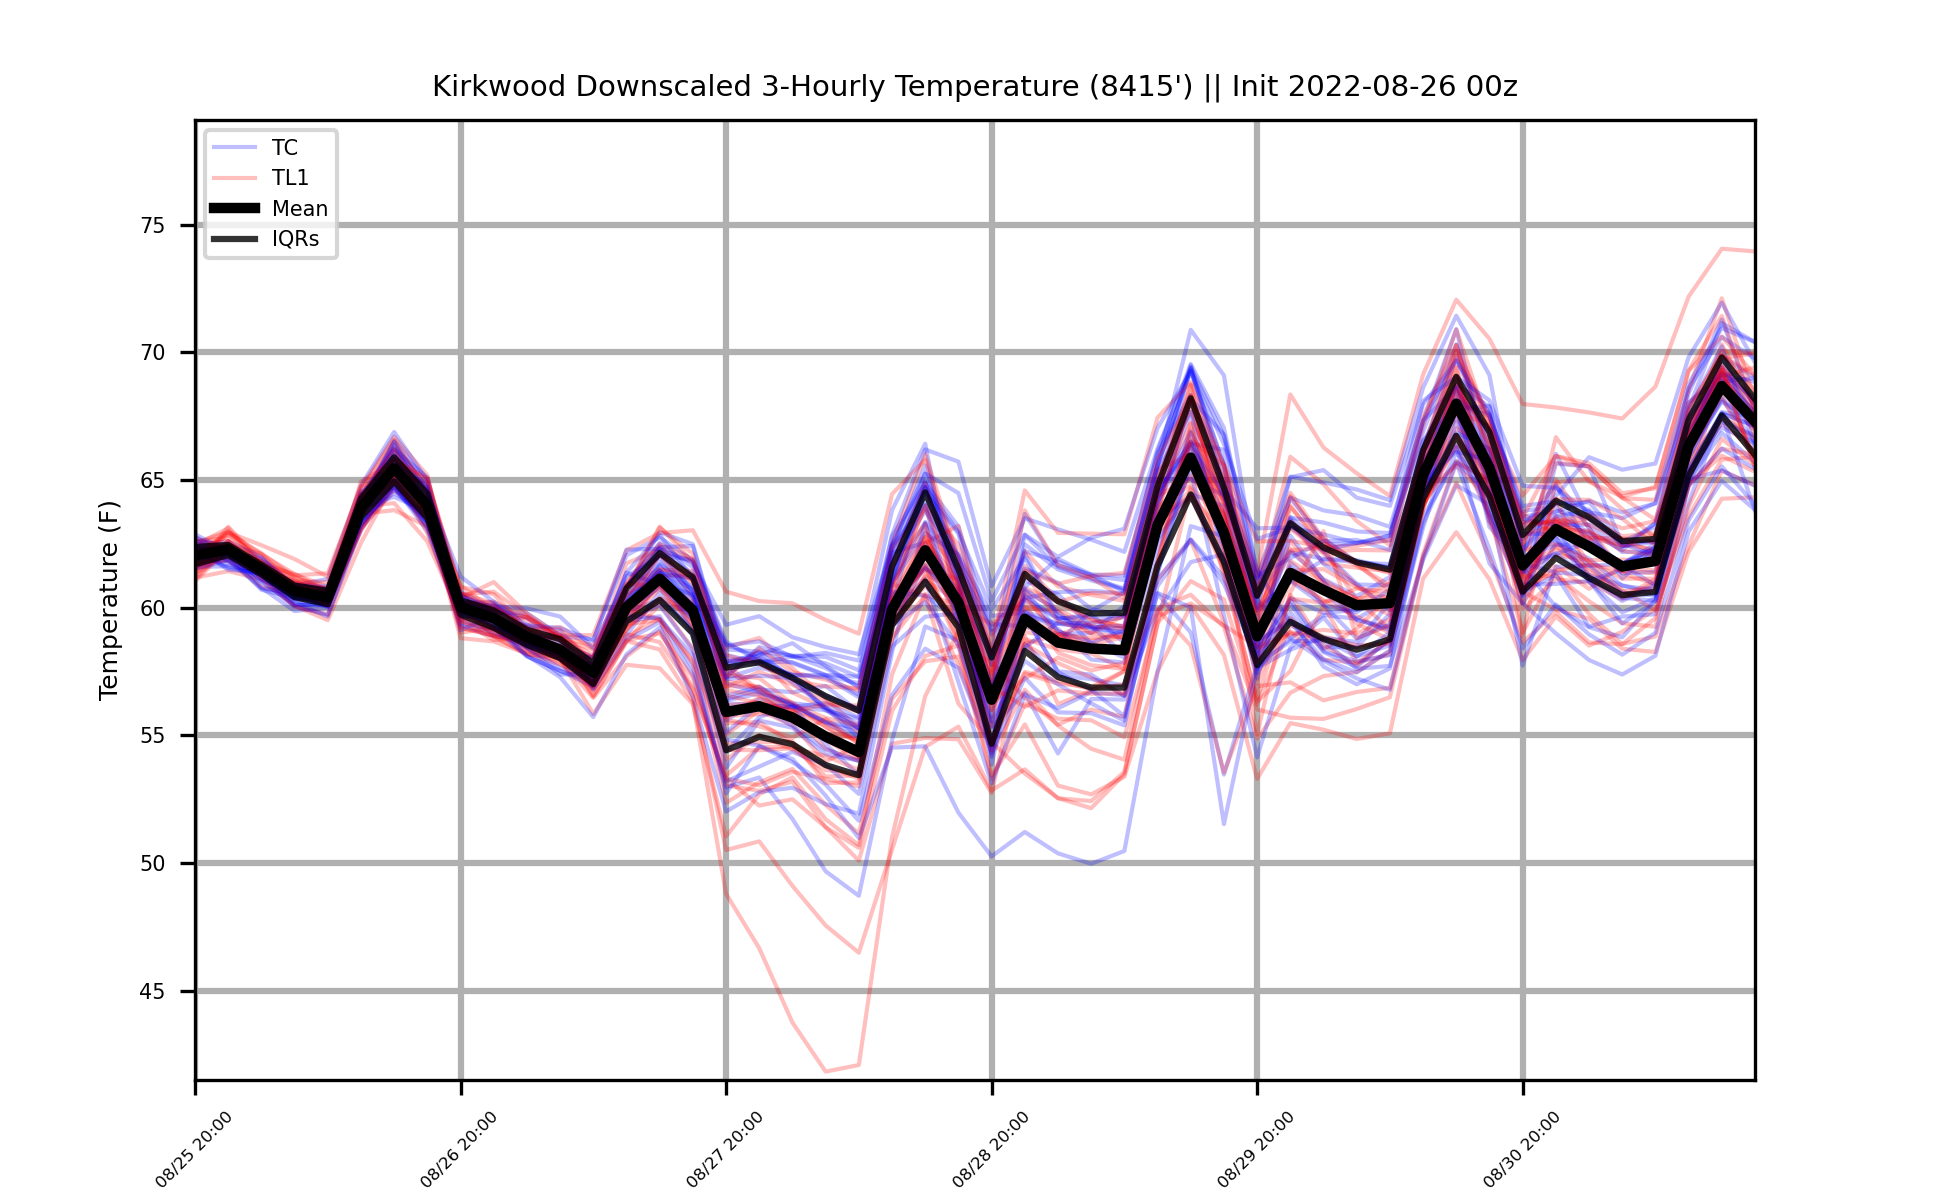 Kirkwood Downscaled 3-Hourly Temperature (8415') || Init 2022-08-26 00z
TC
TL1
Mean
IQRs
Temperature (F)
75
70
65
60
55
50
45
08/25 20:00
08/26 20:00
08/27 20:00
08/28 20:00
08/29 20:00
08/30 20:00